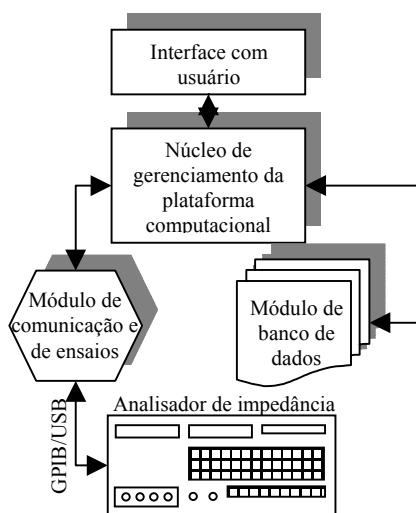 Interface com
usuário
Núcleo de
gerenciamento da
plataforma
computacional
Módulo de
comunicação e
de ensaios
Módulo de
banco de
dados
GPIB/USB
Analisador de impedância